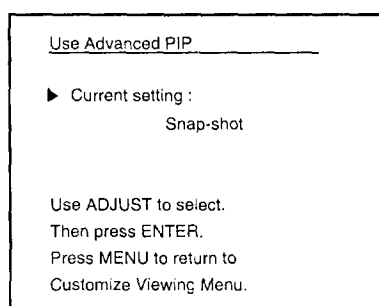 Use Advanced PIP
▶ Current setting :
Snap-shot
Use ADJUST to select.
Then press ENTER.
Press MENU to return to
Customize Viewing Menu.